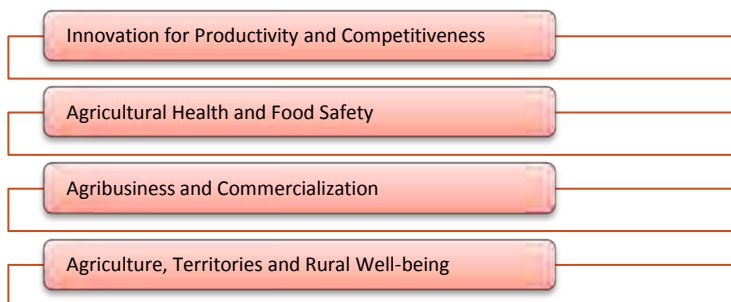 Innovation for Productivity and Competitiveness
Agricultural Health and Food Safety
Agribusiness and Commercialization
Agriculture, Territories and Rural Well-being